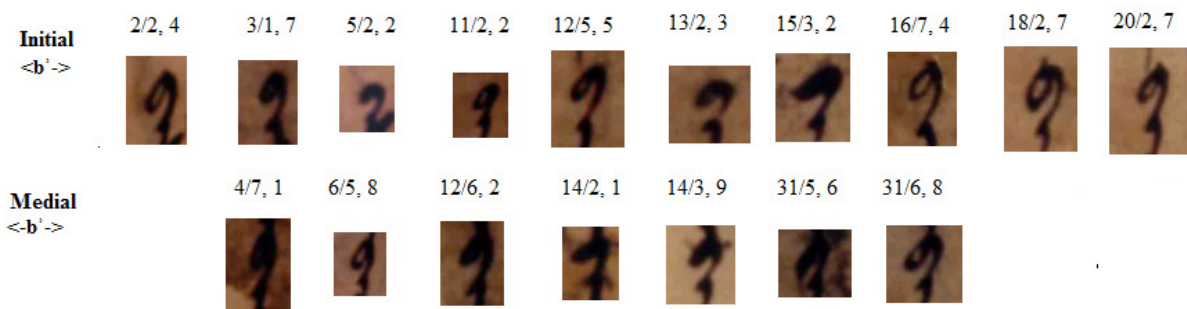 2/2, 4 3/1, 7 5/2, 2 11/2, 2 12/5, 5 13/2, 3 15/3, 2 16/7, 4 18/2, 7 20/2, 7
Initial
<b᾽->
4/7, 1 6/5, 8 12/6, 2 14/2, 1 14/3, 9 31/5, 6 31/6, 8
Medial
<-b᾽->